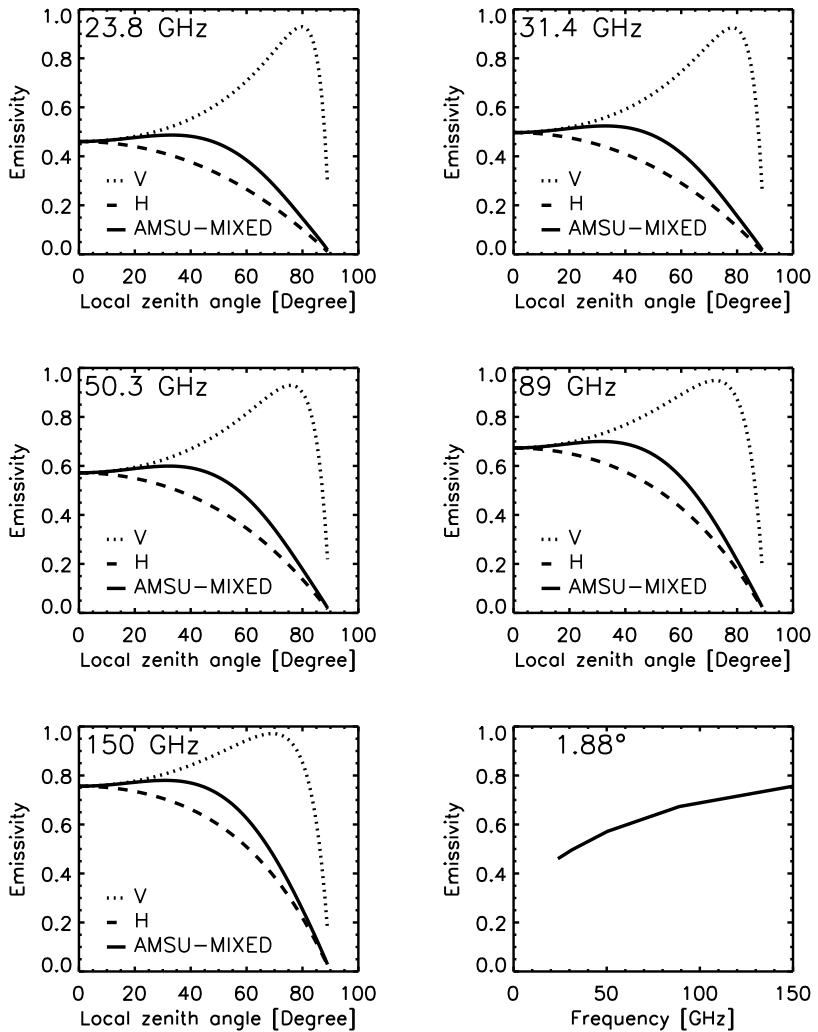 23.8 GHz
1.0
0.8
0.6
0.4
0.2
0.0
Emissivity
V
H
AMSU-MIXED
0 20 40 60 80 100
Local zenith angle [Degree]
31.4 GHz
1.0
0.8
0.6
0.4
0.2
0.0
Emissivity
V
H
AMSU-MIXED
0 20 40 60 80 100
Local zenith angle [Degree]
50.3 GHz
1.0
0.8
0.6
0.4
0.2
0.0
Emissivity
V
H
AMSU-MIXED
0 20 40 60 80 100
Local zenith angle [Degree]
89 GHz
1.0
0.8
0.6
0.4
0.2
0.0
Emissivity
V
H
AMSU-MIXED
0 20 40 60 80 100
Local zenith angle [Degree]
150 GHz
1.0
0.8
0.6
0.4
0.2
0.0
Emissivity
V
H
AMSU-MIXED
0 20 40 60 80 100
Local zenith angle [Degree]
1.88°
1.0
0.8
0.6
0.4
0.2
0.0
Emissivity
0 50 100 150
Frequency [GHz]